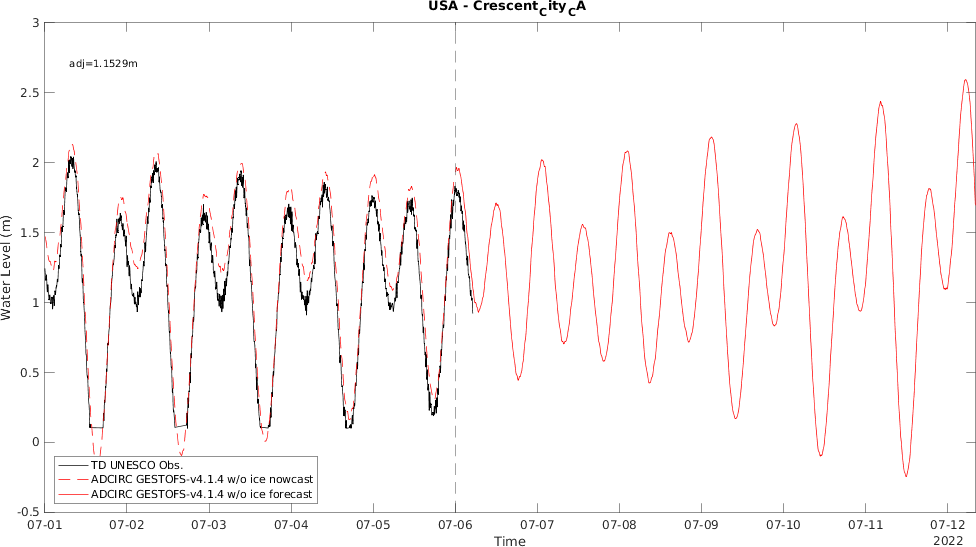 USA - CrescentCityCA
adj=1.1529m
3
2.5
2
1.5
1
0.5
0
-0.5
Water Level (m)
TD UNESCO Obs.
ADCIRC GESTOFS-v4.1.4 w/o ice nowcast
ADCIRC GESTOFS-v4.1.4 w/o ice forecast
07-01 07-02 07-03 07-04 07-05 07-06 07-07 07-08 07-09 07-10 07-11 07-12
Time
2022